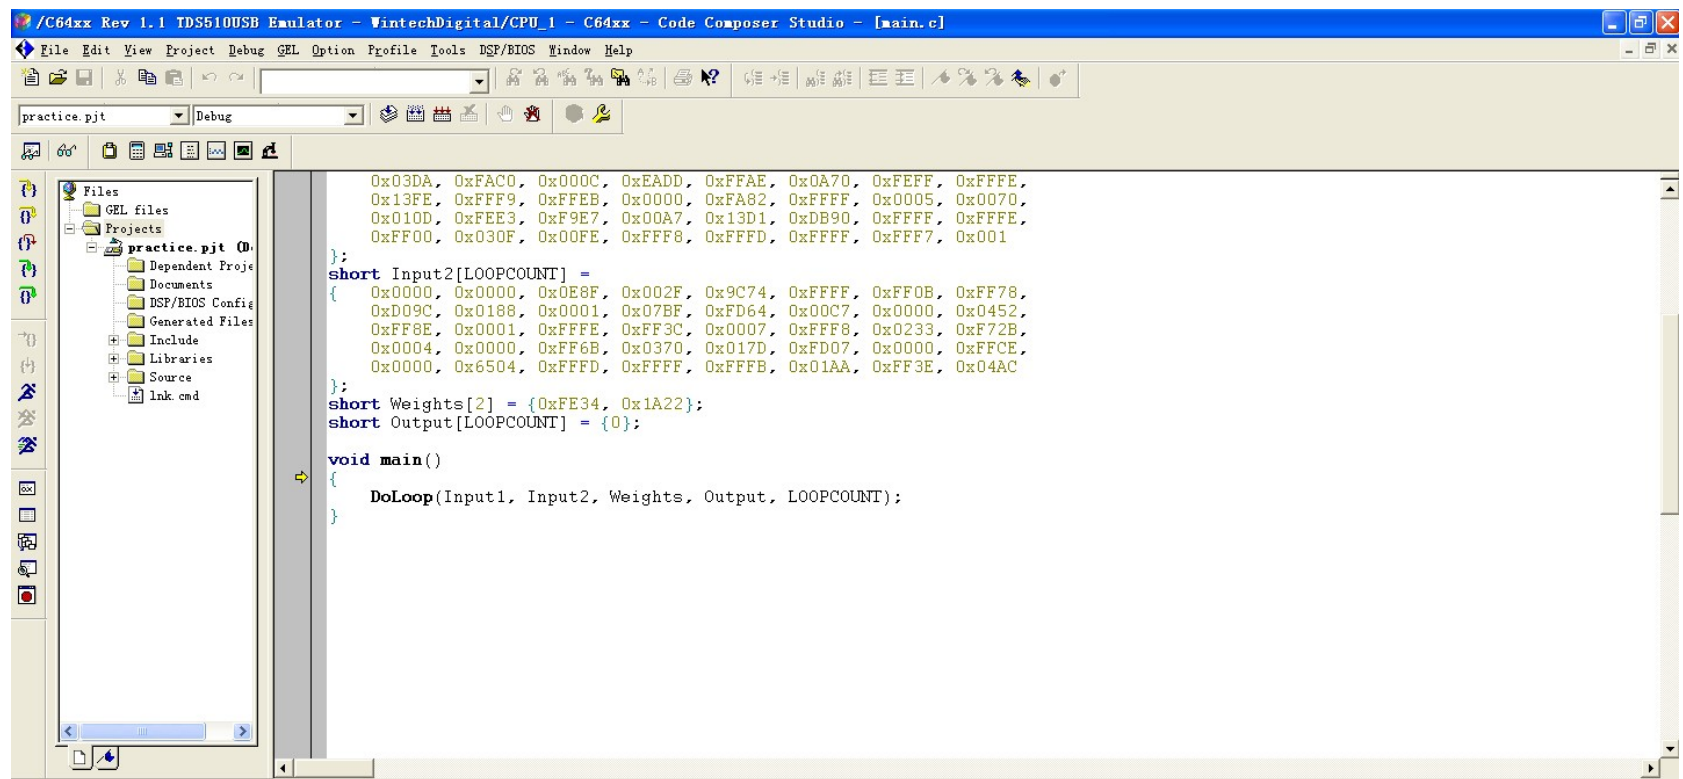 /C64xx Rev 1.1 TDS510USB Emulator - WintechDigital/CPU_1 - C64xx - Code Composer Studio - [main.c]
File Edit View Project Debug GEL Option Profile Tools DSP/BIOS Window Help
practice.pjt Debug
Files
GEL files
Projects
practice.pjt (D
Dependent Proje
Documents
DSP/BIOS Config
Generated Files
Include
Libraries
Source
lnk.cmd
0x03DA, 0xFAC0, 0x000C, 0xEADD, 0xFFAE, 0x0A70, 0xFEFF, 0xFFFE,
0x13FE, 0xFFF9, 0xFFEB, 0x0000, 0xFA82, 0xFFFF, 0x0005, 0x0070,
0x010D, 0xFEE3, 0xF9E7, 0x00A7, 0x13D1, 0xDB90, 0xFFFF, 0xFFFE,
0xFF00, 0x030F, 0x00FE, 0xFFF8, 0xFFFD, 0xFFFF, 0xFFF7, 0x001
};
short Input2[LOOPCOUNT] =
{ 0x0000, 0x0000, 0x0E8F, 0x002F, 0x9C74, 0xFFFF, 0xFF0B, 0xFF78,
0xD09C, 0x0188, 0x0001, 0x07BF, 0xFD64, 0x00C7, 0x0000, 0x0452,
0xFF8E, 0x0001, 0xFFFE, 0xFF3C, 0x0007, 0xFFF8, 0x0233, 0xF72B,
0x0004, 0x0000, 0xFF6B, 0x0370, 0x017D, 0xFD07, 0x0000, 0xFFCE,
0x0000, 0x6504, 0xFFFD, 0xFFFF, 0xFFFB, 0x01AA, 0xFF3E, 0x04AC
};
short Weights[2] = {0xFE34, 0x1A22};
short Output[LOOPCOUNT] = {0};
void main()
{
DoLoop(Input1, Input2, Weights, Output, LOOPCOUNT);
}